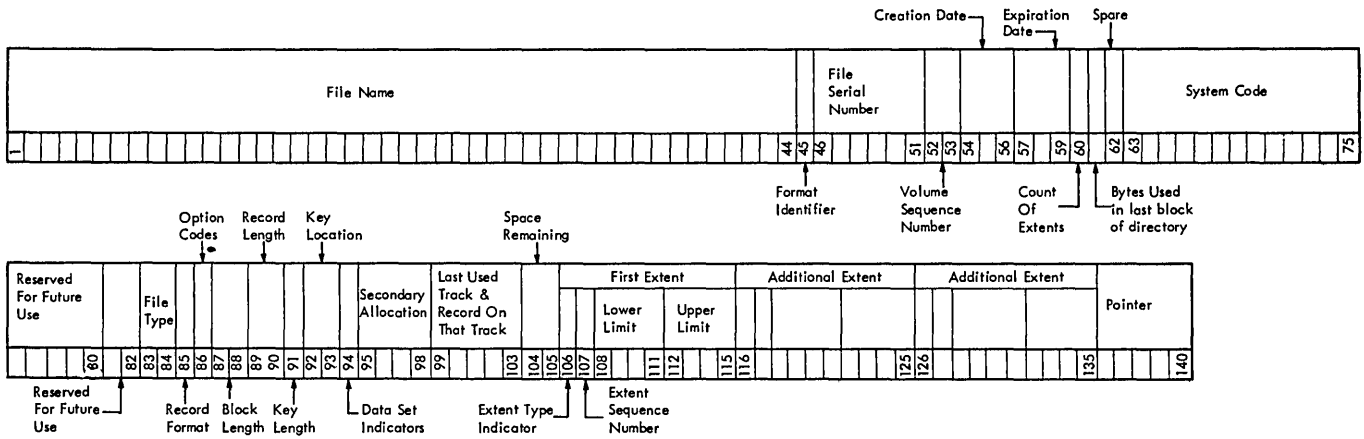 Creation Date
Expiration
Date
Spare
File Name
File
Serial
Number
System Code
1 44 45 46 51 52 53 54 56 57 59 60 62 63 75
Format
Identifier
Volume
Sequence
Number
Count
Of
Extents
Bytes Used
in last block
of directory
Option
Codes
Record
Length
Key
Location
Space
Remaining
Reserved
For Future
Use
File
Type
Secondary
Allocation
Last Used
Track &
Record On
That Track
First Extent
Additional Extent
Additional Extent
Lower
Limit
Upper
Limit
Pointer
80 82 83 84 85 86 87 88 89 90 91 92 93 94 95 98 99 103 104 105 106 107 108 111 112 115 116 125 126 135 140
Reserved
For Future
Use
Record
Format
Block
Length
Key
Length
Data Set
Indicators
Extent Type
Indicator
Extent
Sequence
Number